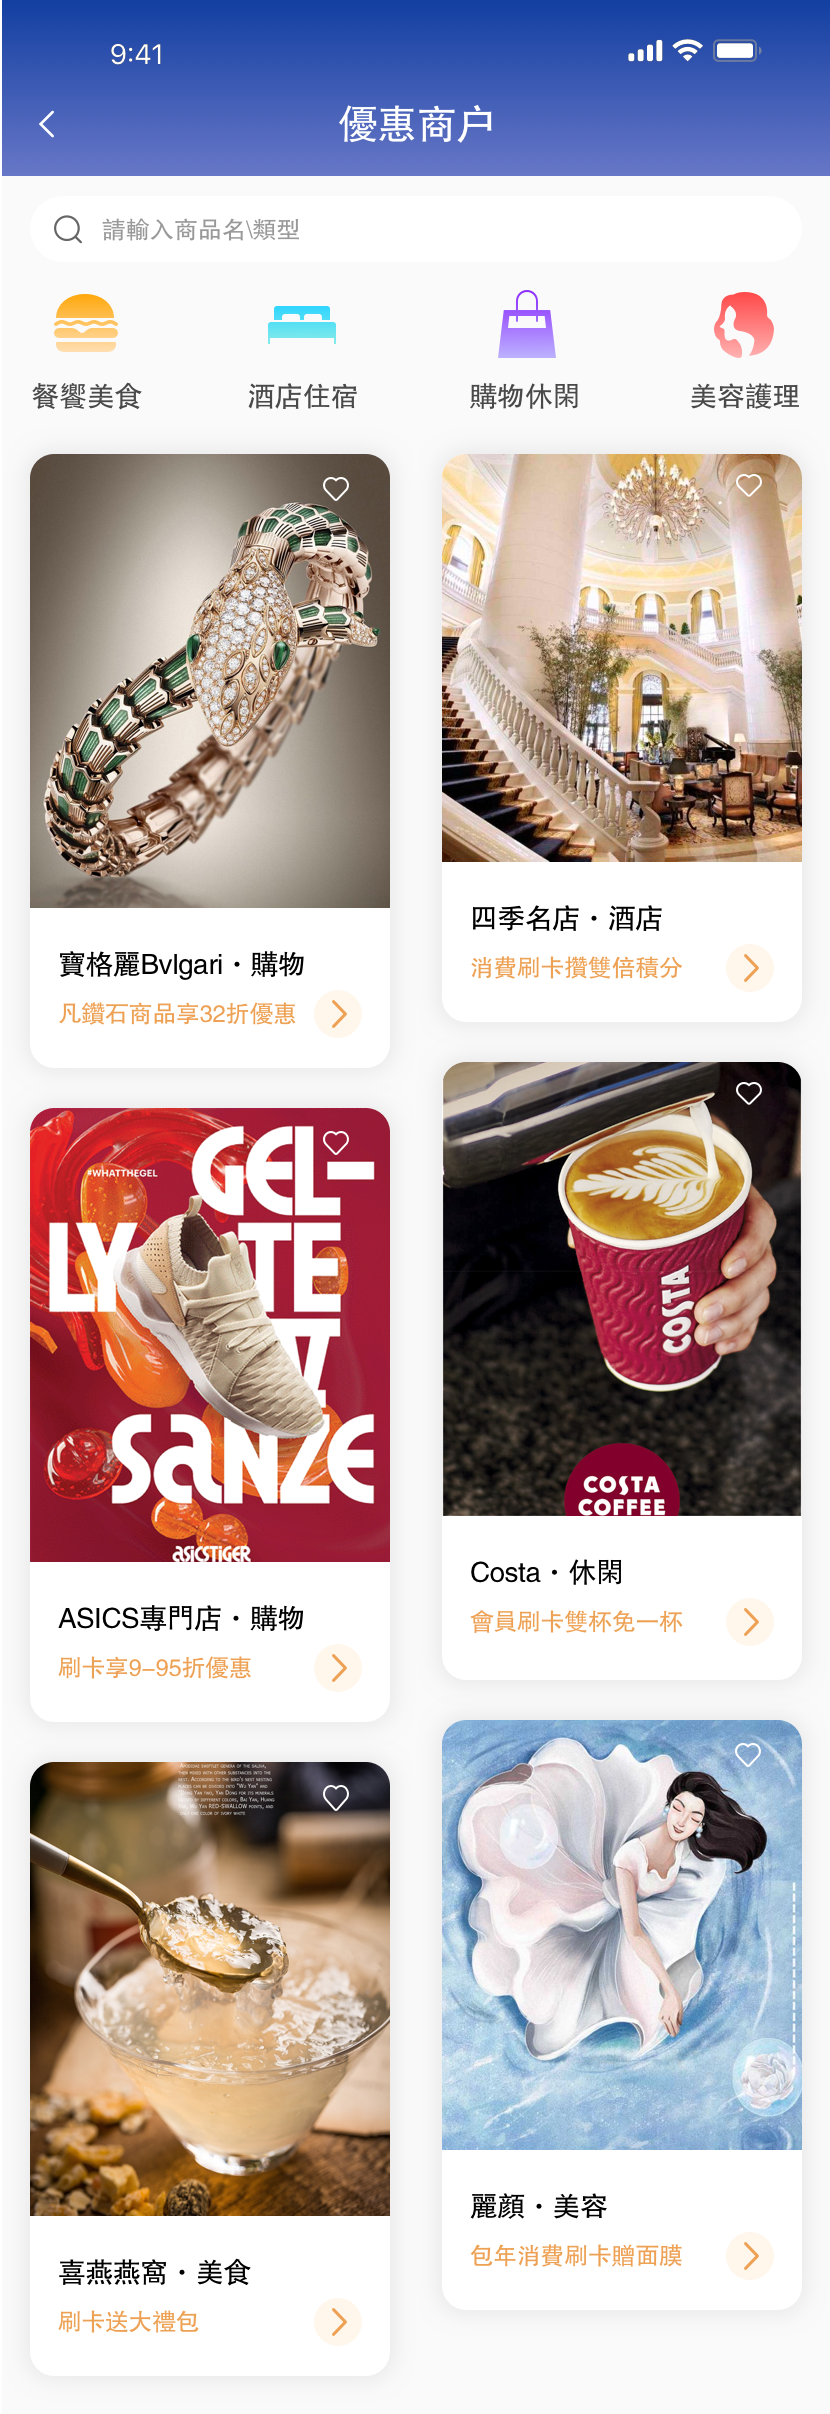 9:41
優惠商户
請輸入商品名\類型
餐饗美食
酒店住宿
購物休閑
美容護理
寶格麗Bvlgari・購物
凡鑽石商品享32折優惠
四季名店・酒店
消費刷卡攢雙倍積分
#WHATTHEGEL
GEL-
LY
TE
V
SANZE
ASICSTIGER
ASICS專門店・購物
刷卡享9-95折優惠
COSTA
COSTA
COFFEE
Costa・休閑
會員刷卡雙杯免一杯
喜燕燕窩・美食
刷卡送大禮包
麗顏・美容
包年消費刷卡贈面膜